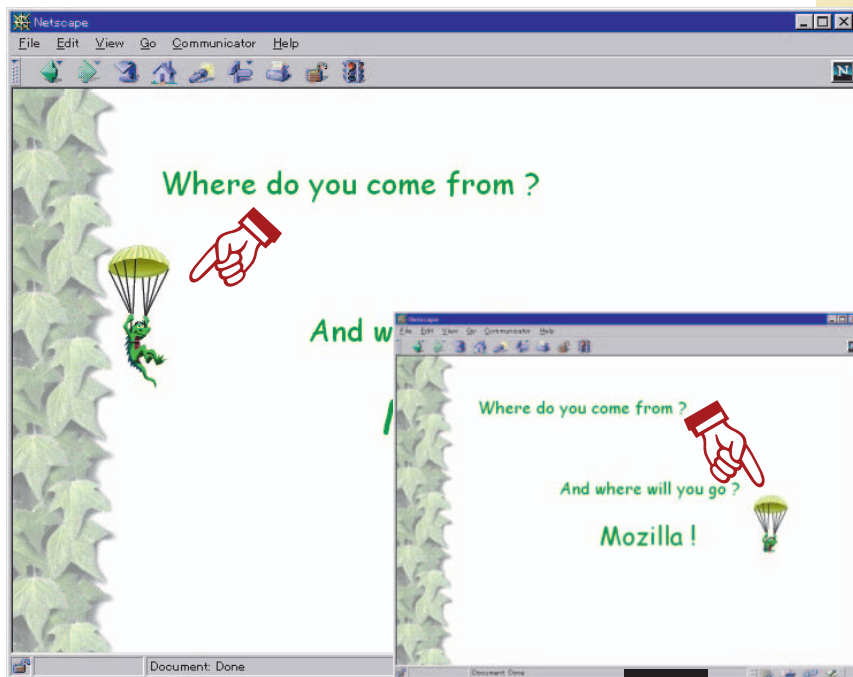 Netscape
File Edit View Go Communicator Help
N
Where do you come from ?
And w
Document: Done
Netscape
File Edit View Go Communicator Help
N
Where do you come from ?
And where will you go ?
Mozilla !
Document: Done